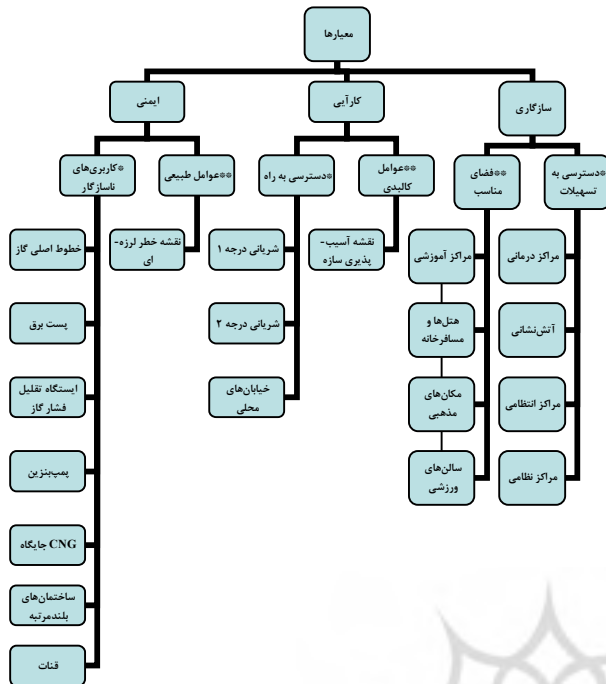 معیارها
سازگاری
کارآیی
ایمنی
*دسترسی به
تسهیلات
**فضای
مناسب
**عوامل
کالبدی
*دسترسی به راه
**عوامل طبیعی
*کاربری‌های
ناسازگار
مراکز درمانی
آتش‌نشانی
مراکز انتظامی
مراکز نظامی
مراکز آموزشی
هتل‌ها و
مسافرخانه
مکان‌های
مذهبی
سالن‌های
ورزشی
نقشه آسیب-
پذیری سازه
شریانی درجه ۱
شریانی درجه ۲
خیابان‌های
محلی
نقشه خطر لرزه-
ای
خطوط اصلی گاز
پست برق
ایستگاه تقلیل
فشار گاز
پمپ‌بنزین
CNG جایگاه
ساختمان‌های
بلندمرتبه
قنات